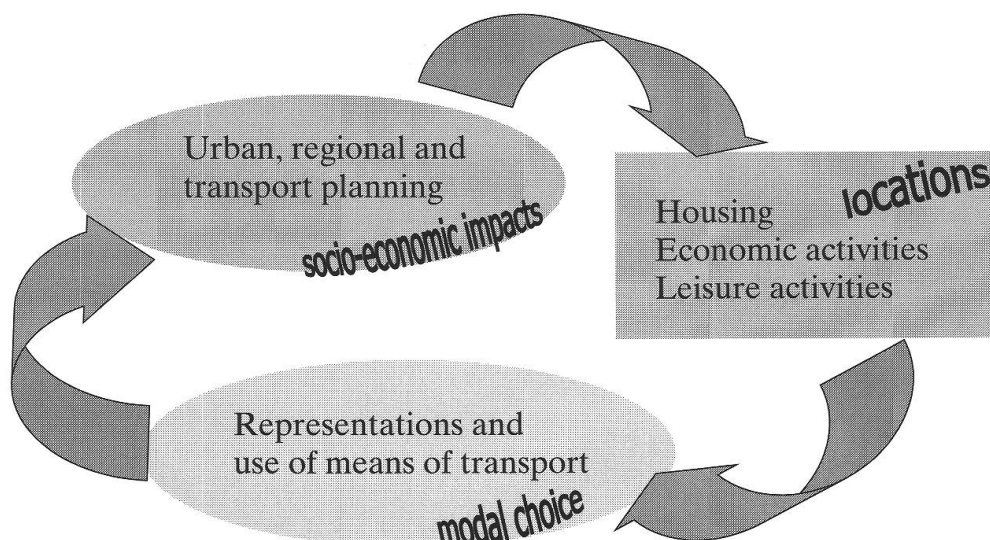 Urban, regional and
transport planning
socio-economic impacts
locations
Housing
Economic activities
Leisure activities
Representations and
use of means of transport
modal choice